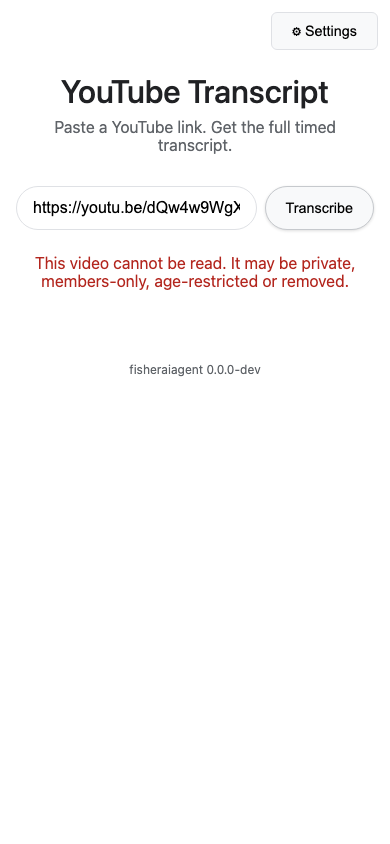 ⚙ Settings
YouTube Transcript
Paste a YouTube link. Get the full timed
transcript.
https://youtu.be/dQw4w9WgX
Transcribe
This video cannot be read. It may be private,
members-only, age-restricted or removed.
fisheraiagent 0.0.0-dev